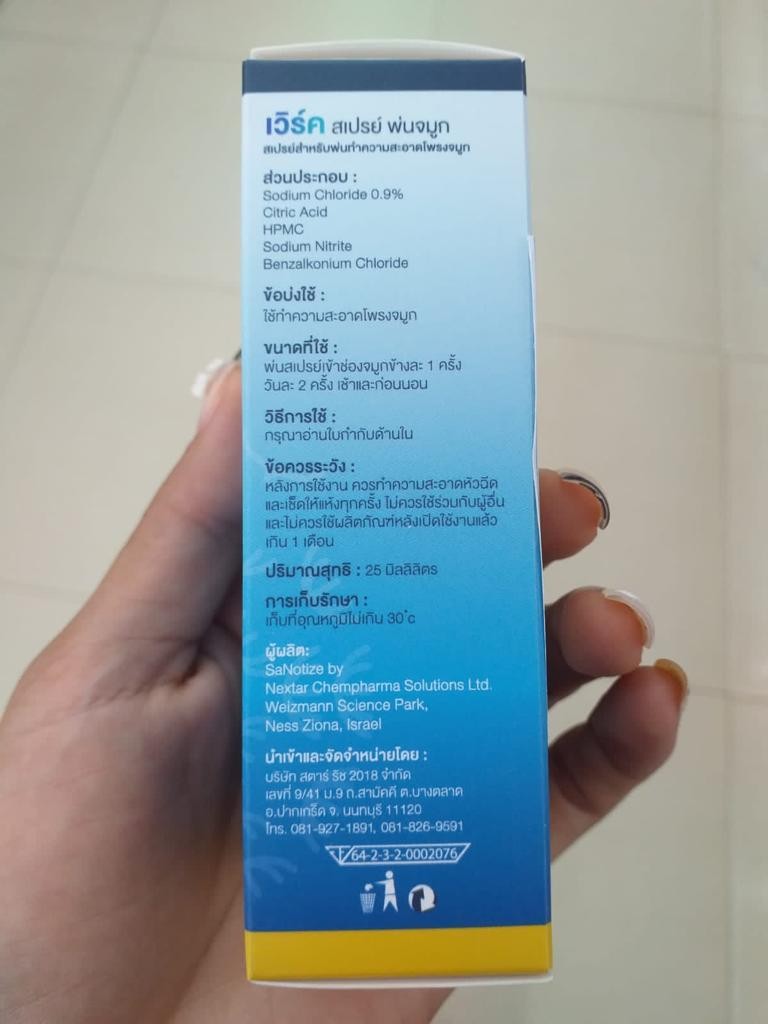 เวิร์ค สเปรย์ พ่นจมูก
สเปรย์สำหรับพ่นทำความสะอาดโพรงจมูก
ส่วนประกอบ :
Sodium Chloride 0.9%
Citric Acid
HPMC
Sodium Nitrite
Benzalkonium Chloride
ข้อบ่งใช้ :
ใช้ทำความสะอาดโพรงจมูก
ขนาดที่ใช้ :
พ่นสเปรย์เข้าช่องจมูกข้างละ 1 ครั้ง
วันละ 2 ครั้ง เช้าและก่อนนอน
วิธีการใช้ :
กรุณาอ่านใบกำกับด้านใน
ข้อควรระวัง :
หลังการใช้งาน ควรทำความสะอาดหัวฉีด
และเช็ดให้แห้งทุกครั้ง ไม่ควรใช้ร่วมกับผู้อื่น
และไม่ควรใช้ผลิตภัณฑ์หลังเปิดใช้งานแล้ว
เกิน 1 เดือน
ปริมาณสุทธิ : 25 มิลลิลิตร
การเก็บรักษา :
เก็บที่อุณหภูมิไม่เกิน 30°c
ผู้ผลิต:
SaNotize by
Nextar Chempharma Solutions Ltd.
Weizmann Science Park,
Ness Ziona, Israel
นำเข้าและจัดจำหน่ายโดย :
บริษัท สตาร์ ริช 2018 จำกัด
เลขที่ 9/41 ม.9 ถ.สามัคคี ต.บางตลาด
อ.ปากเกร็ด จ. นนทบุรี 11120
โทร. 081-927-1891, 081-826-9591
64-2-3-2-0002076